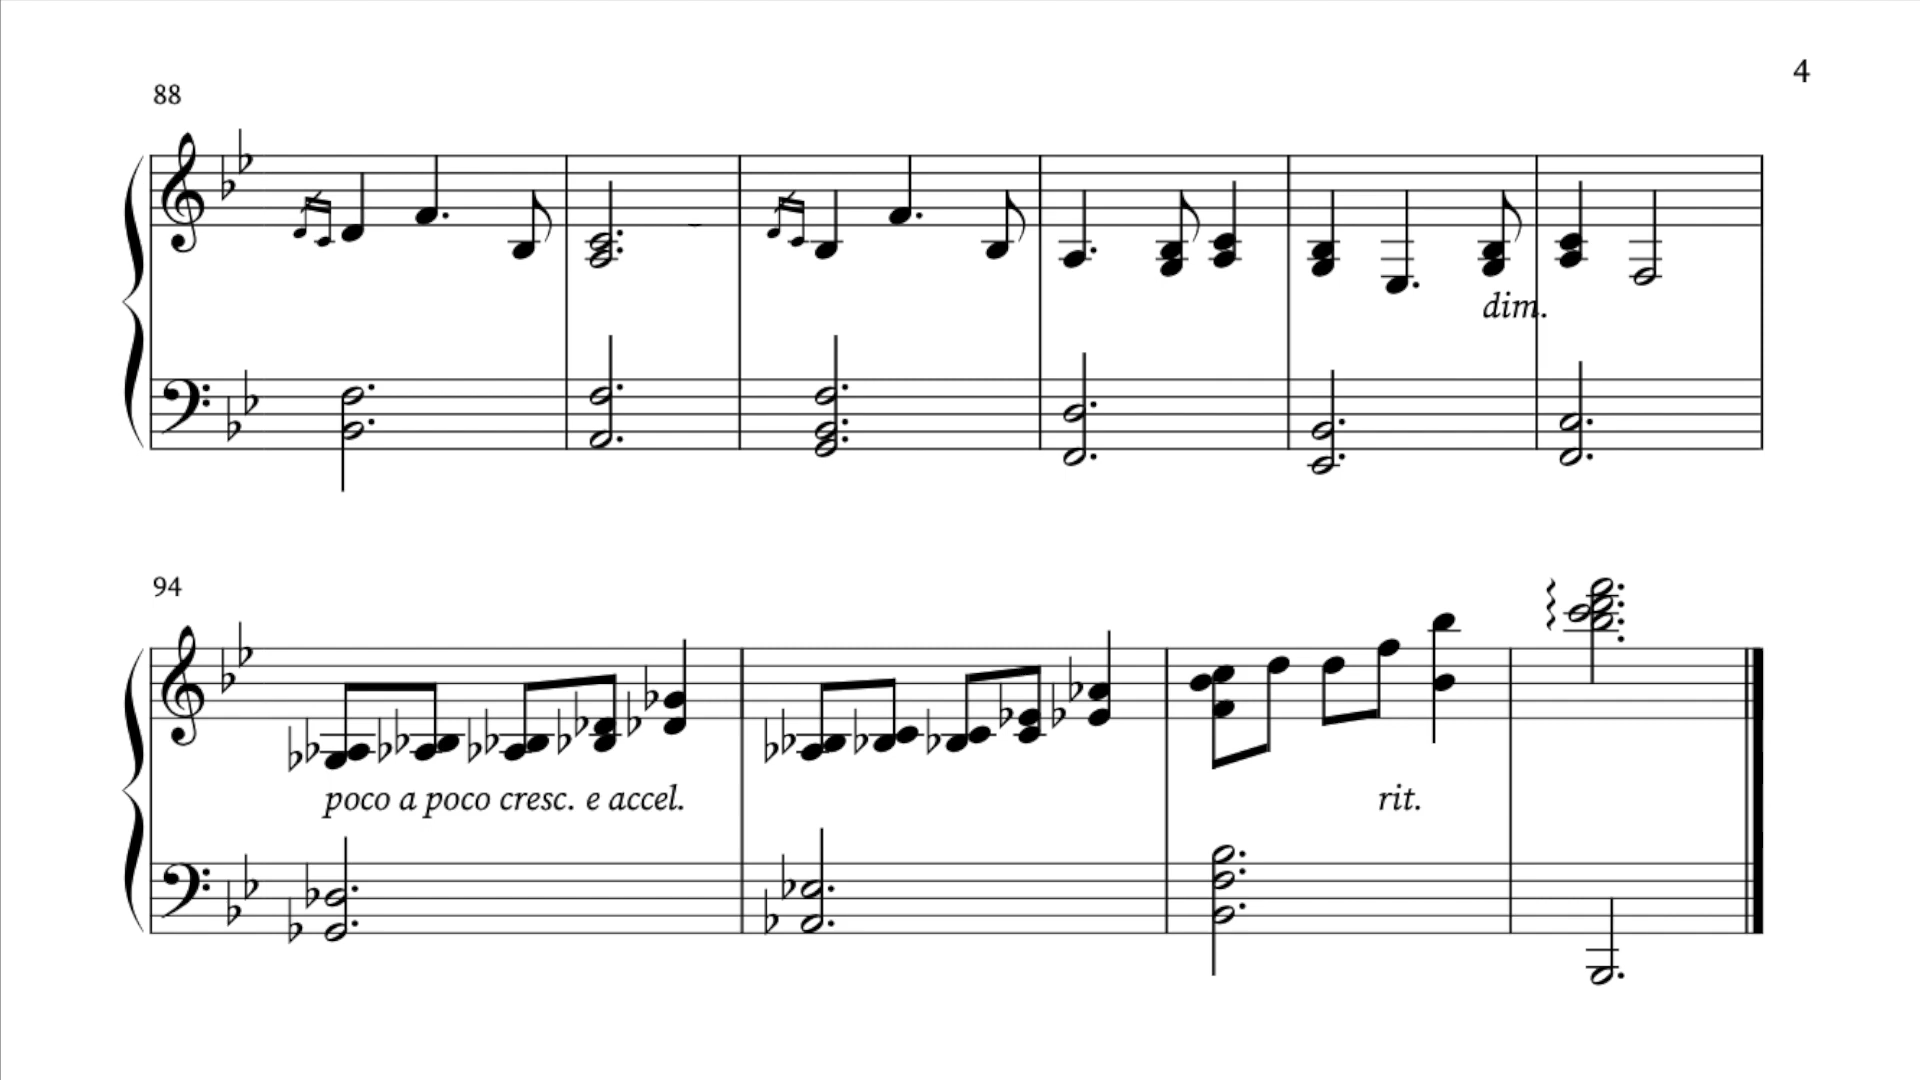 4
88
dim.
94
poco a poco cresc. e accel.
rit.